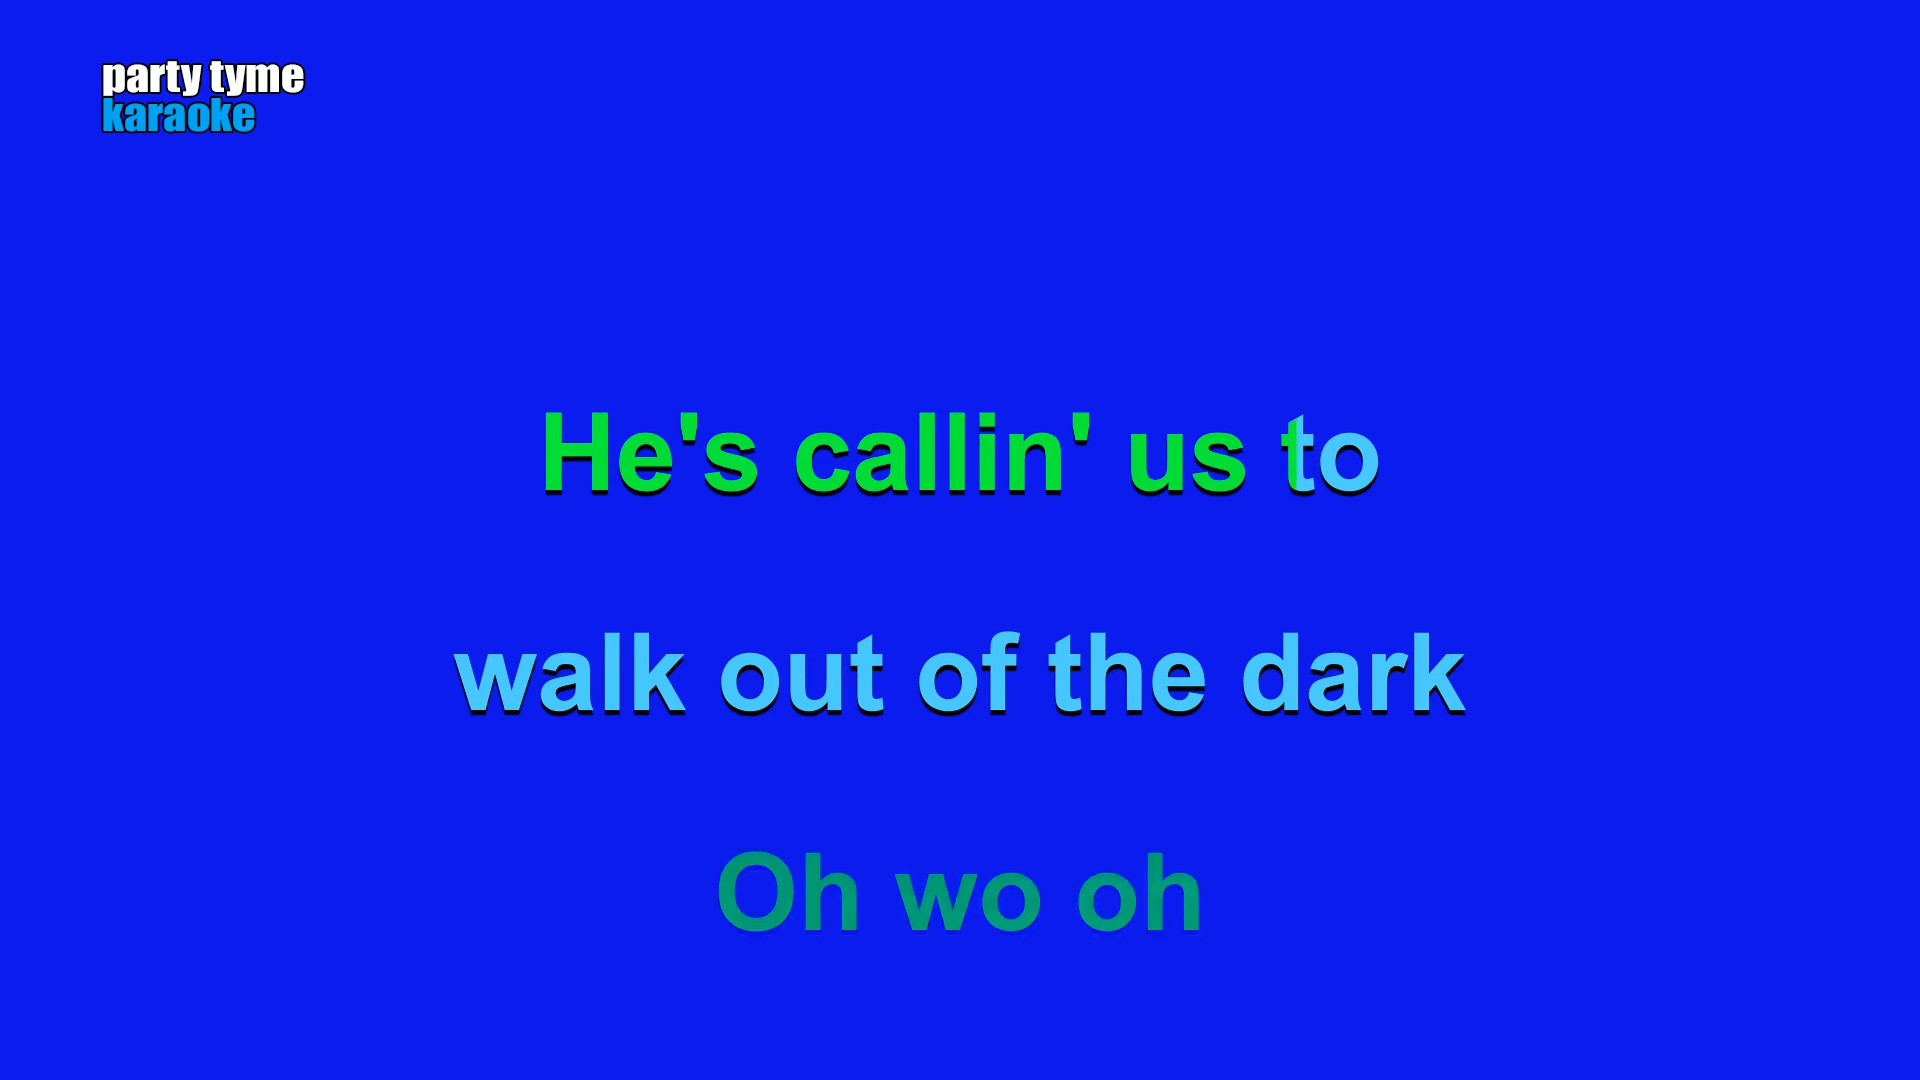 party tyme
karaoke
He's callin' us to
walk out of the dark
Oh wo oh